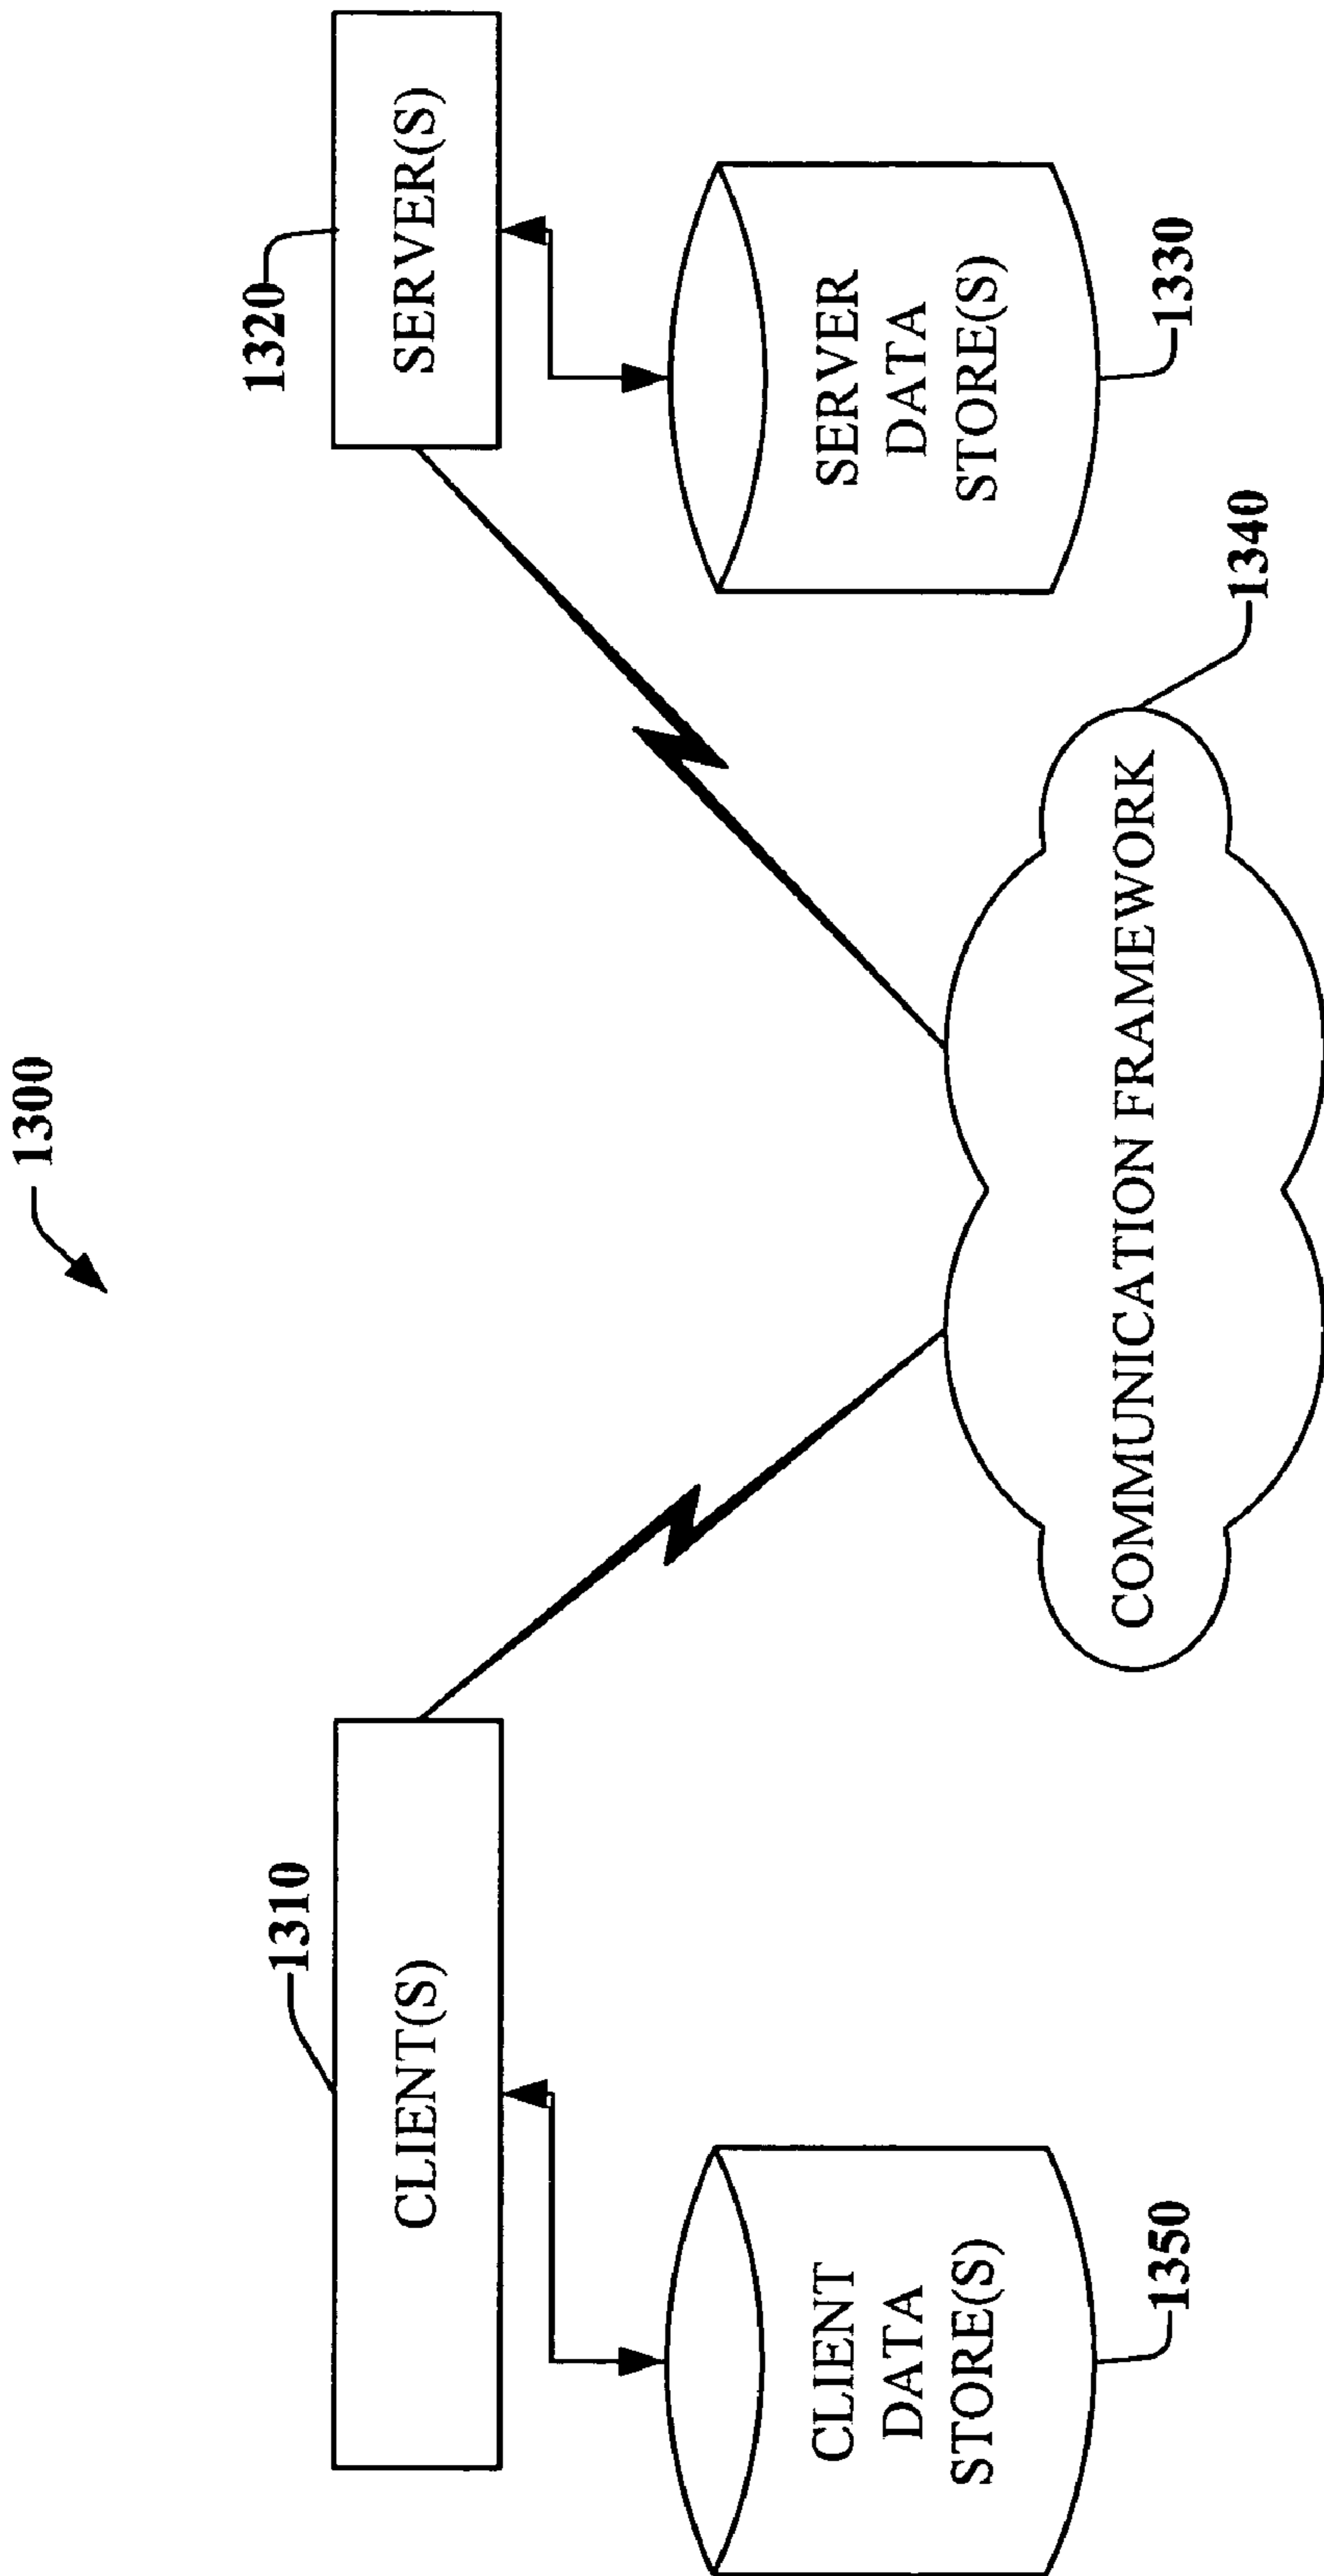 1300
1310
1320
CLIENT(S)
SERVER(S)
CLIENT
DATA
STORE(S)
SERVER
DATA
STORE(S)
1350
1330
1340
COMMUNICATION FRAMEWORK